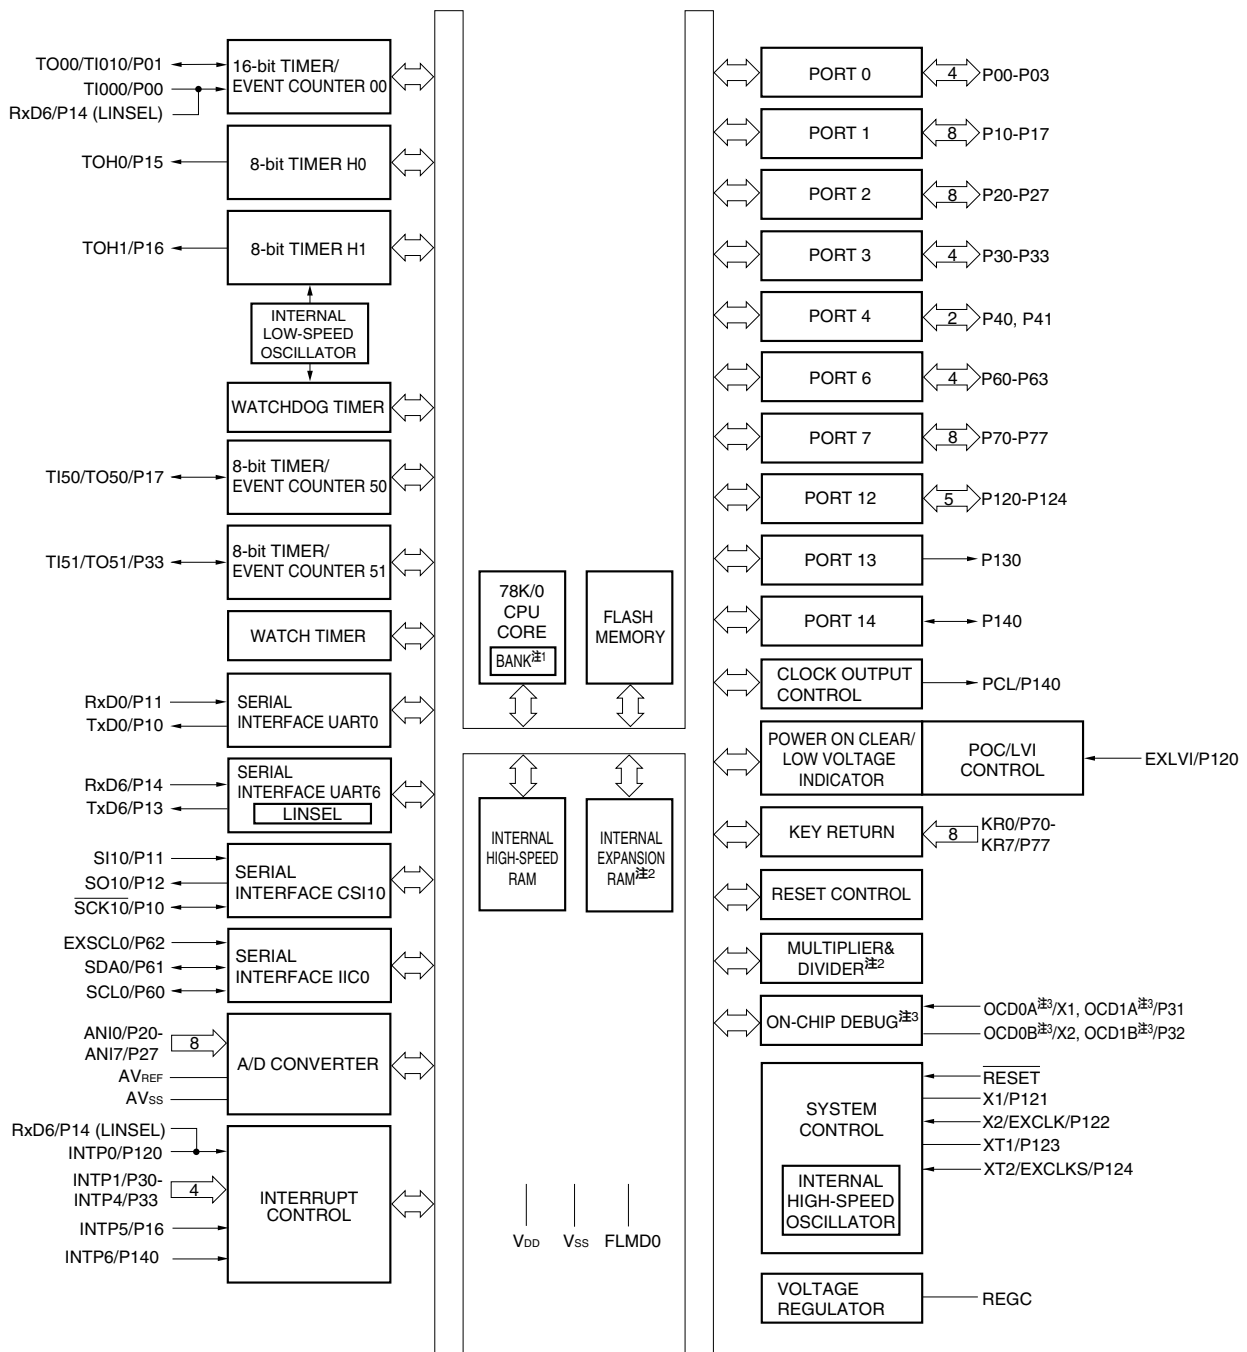 TO00/TI010/P01
TI000/P00
RxD6/P14 (LINSEL)
16-bit TIMER/
EVENT COUNTER 00
TOH0/P15
8-bit TIMER H0
TOH1/P16
8-bit TIMER H1
INTERNAL
LOW-SPEED
OSCILLATOR
WATCHDOG TIMER
TI50/TO50/P17
8-bit TIMER/
EVENT COUNTER 50
TI51/TO51/P33
8-bit TIMER/
EVENT COUNTER 51
WATCH TIMER
RxD0/P11
TxD0/P10
SERIAL
INTERFACE UART0
RxD6/P14
TxD6/P13
SERIAL
INTERFACE UART6
LINSEL
SI10/P11
SO10/P12
SCK10/P10
SERIAL
INTERFACE CSI10
EXSCL0/P62
SDA0/P61
SCL0/P60
SERIAL
INTERFACE IIC0
ANI0/P20-
ANI7/P27
8
AVREF
AVSS
A/D CONVERTER
RxD6/P14 (LINSEL)
INTP0/P120
INTP1/P30-
INTP4/P33
4
INTP5/P16
INTP6/P140
INTERRUPT
CONTROL
78K/0
CPU
CORE
BANK注1
FLASH
MEMORY
INTERNAL
HIGH-SPEED
RAM
INTERNAL
EXPANSION
RAM注2
VDD
VSS
FLMD0
PORT 0
4
P00-P03
PORT 1
8
P10-P17
PORT 2
8
P20-P27
PORT 3
4
P30-P33
PORT 4
2
P40, P41
PORT 6
4
P60-P63
PORT 7
8
P70-P77
PORT 12
5
P120-P124
PORT 13
P130
PORT 14
P140
CLOCK OUTPUT
CONTROL
PCL/P140
POWER ON CLEAR/
LOW VOLTAGE
INDICATOR
POC/LVI
CONTROL
EXLVI/P120
KEY RETURN
8
KR0/P70-
KR7/P77
RESET CONTROL
MULTIPLIER&
DIVIDER注2
ON-CHIP DEBUG注3
OCD0A注3/X1, OCD1A注3/P31
OCD0B注3/X2, OCD1B注3/P32
SYSTEM
CONTROL
INTERNAL
HIGH-SPEED
OSCILLATOR
RESET
X1/P121
X2/EXCLK/P122
XT1/P123
XT2/EXCLKS/P124
VOLTAGE
REGULATOR
REGC